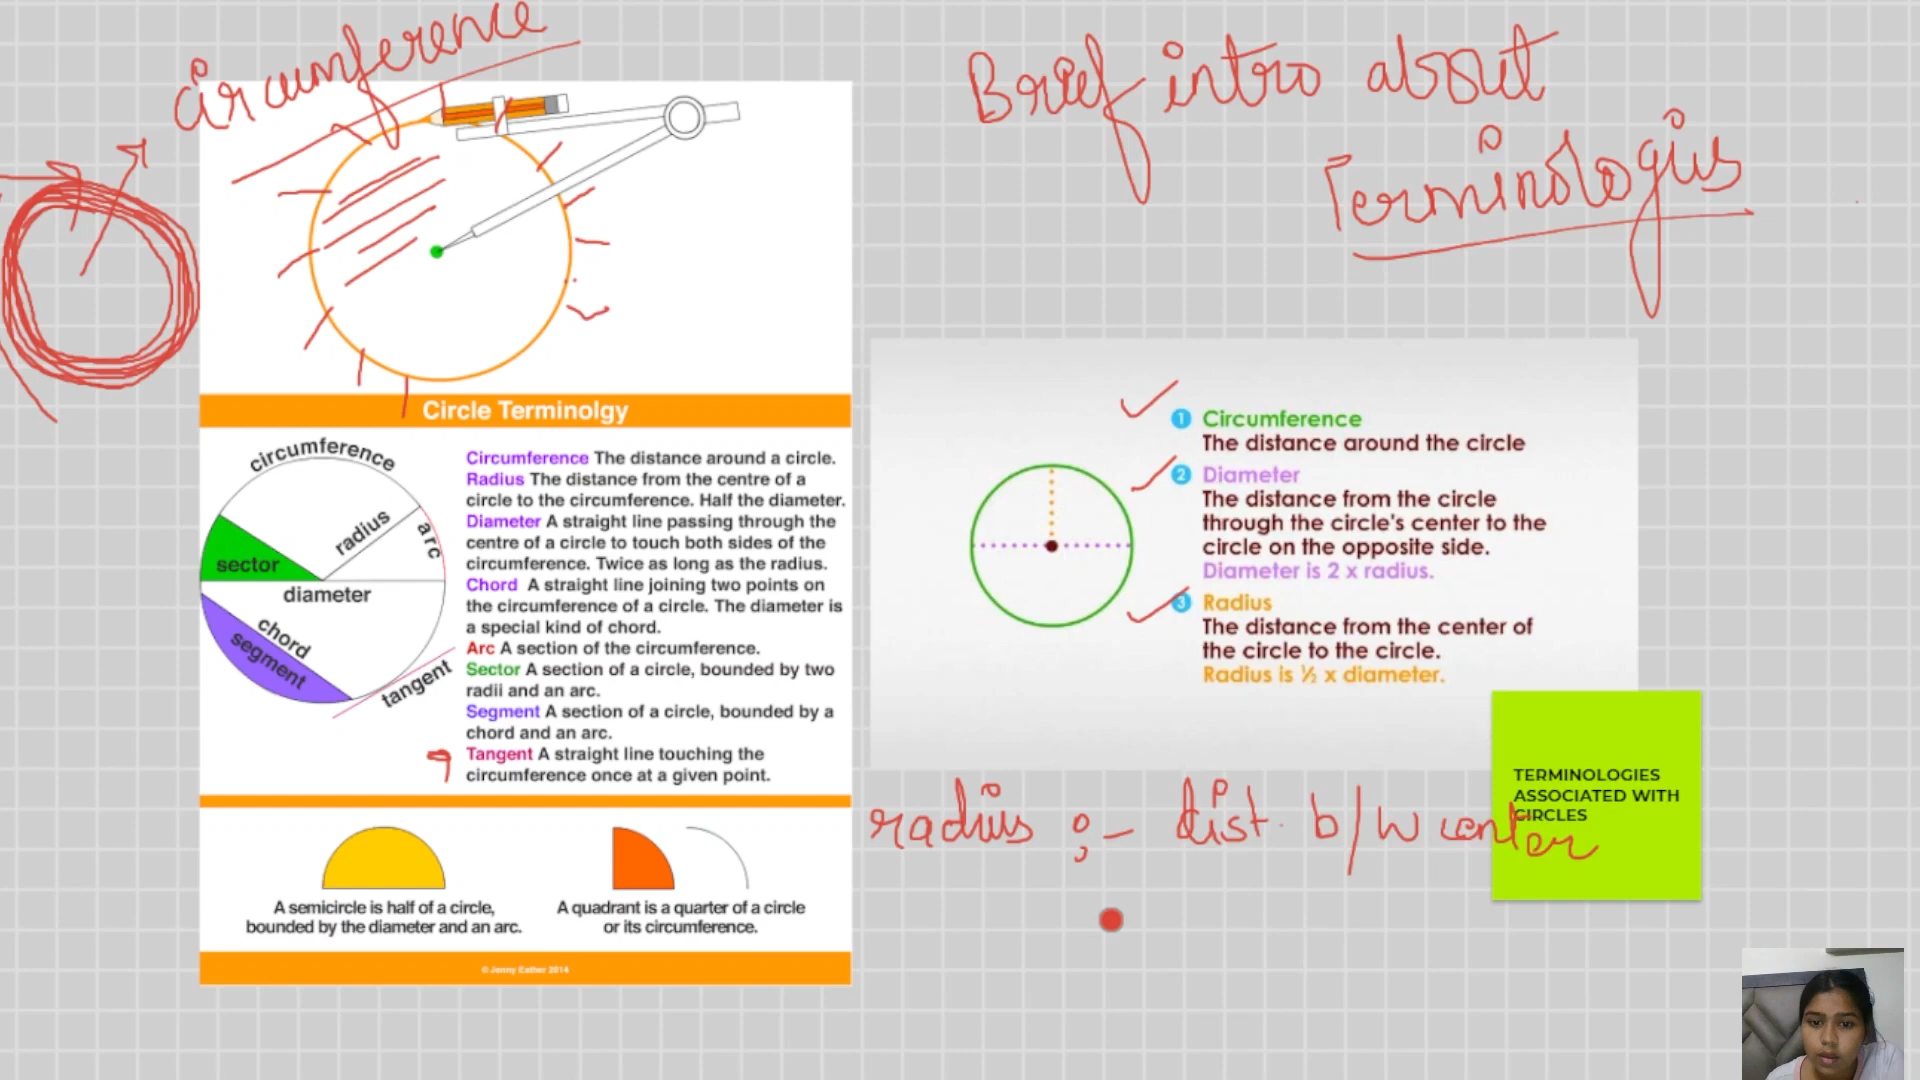 circumference
Brief intro about
Terminologies
Circle Terminolgy
circumference
radius
arc
sector
diameter
chord
segment
tangent
Circumference The distance around a circle.
Radius The distance from the centre of a
circle to the circumference. Half the diameter.
Diameter A straight line passing through the
centre of a circle to touch both sides of the
circumference. Twice as long as the radius.
Chord A straight line joining two points on
the circumference of a circle. The diameter is
a special kind of chord.
Arc A section of the circumference.
Sector A section of a circle, bounded by two
radii and an arc.
Segment A section of a circle, bounded by a
chord and an arc.
Tangent A straight line touching the
circumference once at a given point.
A semicircle is half of a circle,
bounded by the diameter and an arc.
A quadrant is a quarter of a circle
or its circumference.
© Jenny Eather 2014
1 Circumference
The distance around the circle
2 Diameter
The distance from the circle
through the circle's center to the
circle on the opposite side.
Diameter is 2 x radius.
3 Radius
The distance from the center of
the circle to the circle.
Radius is ½ x diameter.
TERMINOLOGIES
ASSOCIATED WITH
CIRCLES
radius :- dist. b/w center